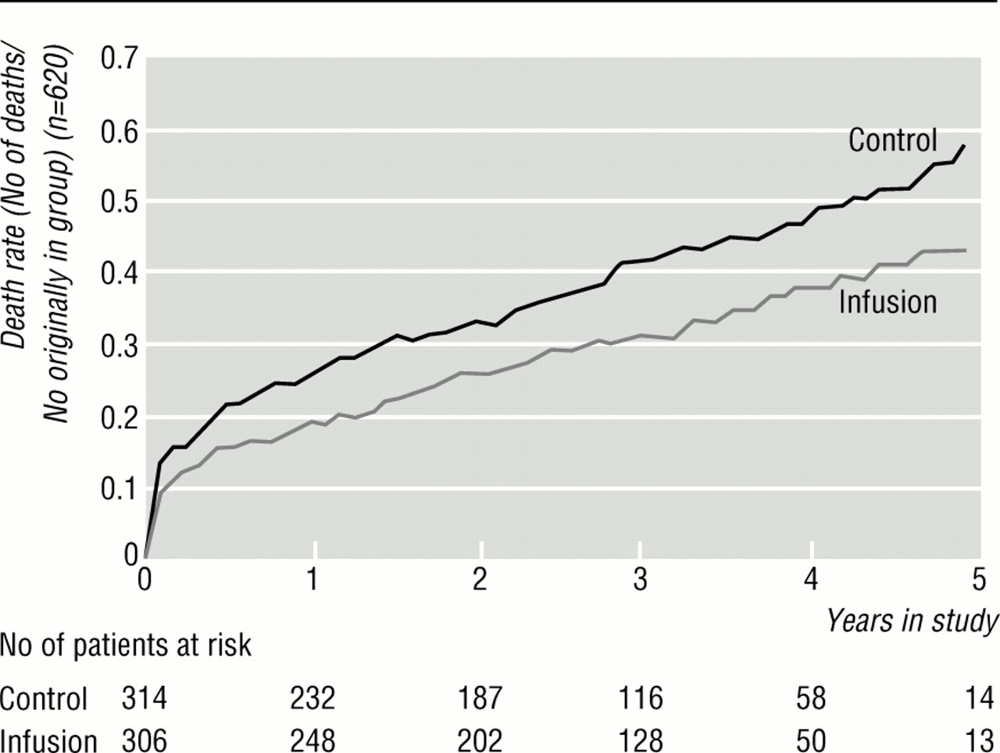 Death rate (No of deaths/
No originally in group) (n=620)
0.7
0.6
0.5
0.4
0.3
0.2
0.1
0
Control
Infusion
0 1 2 3 4 5
Years in study
No of patients at risk
Control 314 232 187 116 58 14
Infusion 306 248 202 128 50 13